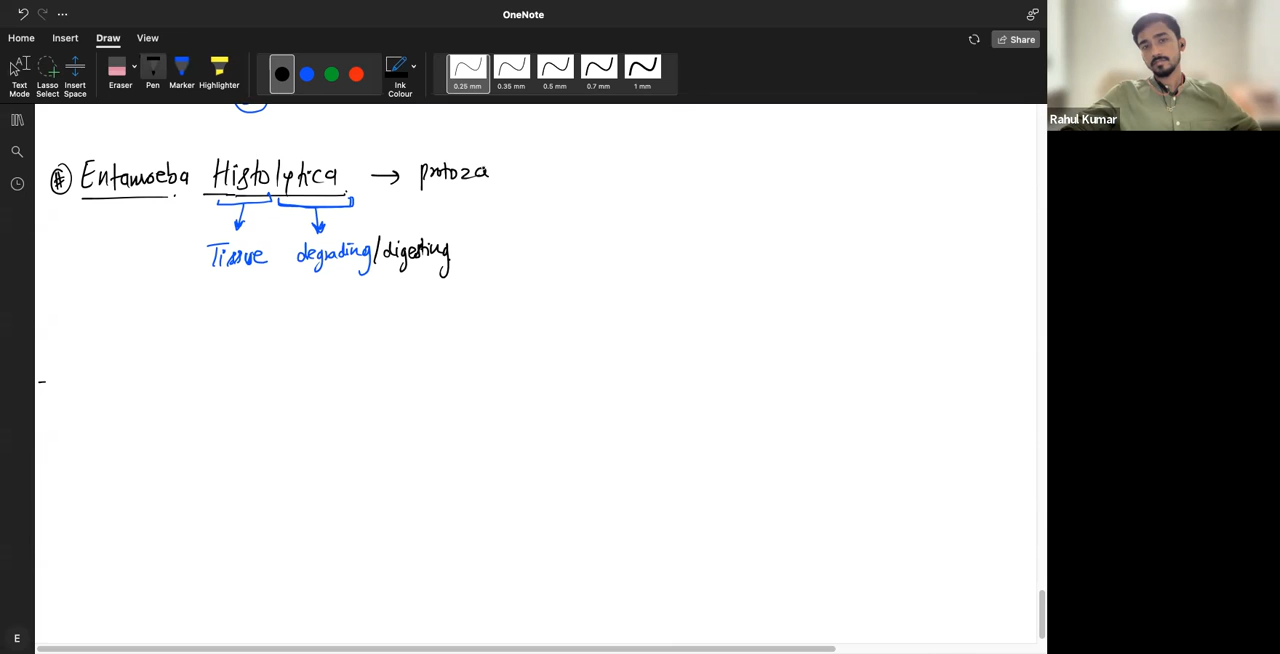 OneNote
Home Insert Draw View
Share
Text Mode
Lasso Select
Insert Space
Eraser
Pen
Marker
Highlighter
Ink Colour
0.25 mm
0.35 mm
0.5 mm
0.7 mm
1 mm
Rahul Kumar
# Entamoeba Histolytica → protoza
Tissue degrading/digesting
-
E